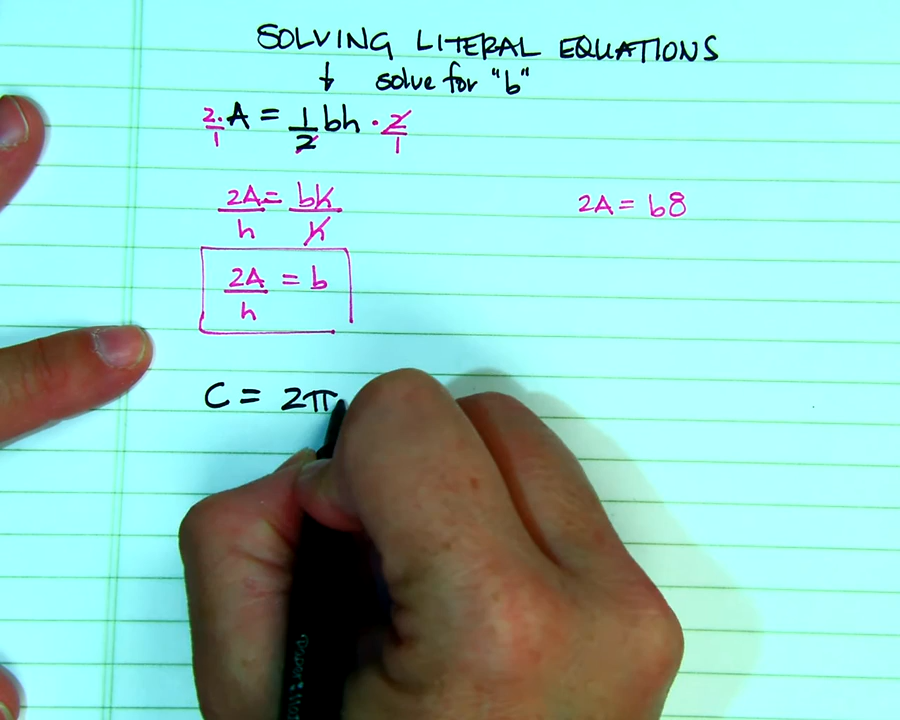 SOLVING LITERAL EQUATIONS
↓ solve for "b"
2/1 · A = 1/2 bh · 2/1
2A/h = bh/h
2A = b8
2A/h = b
C = 2π